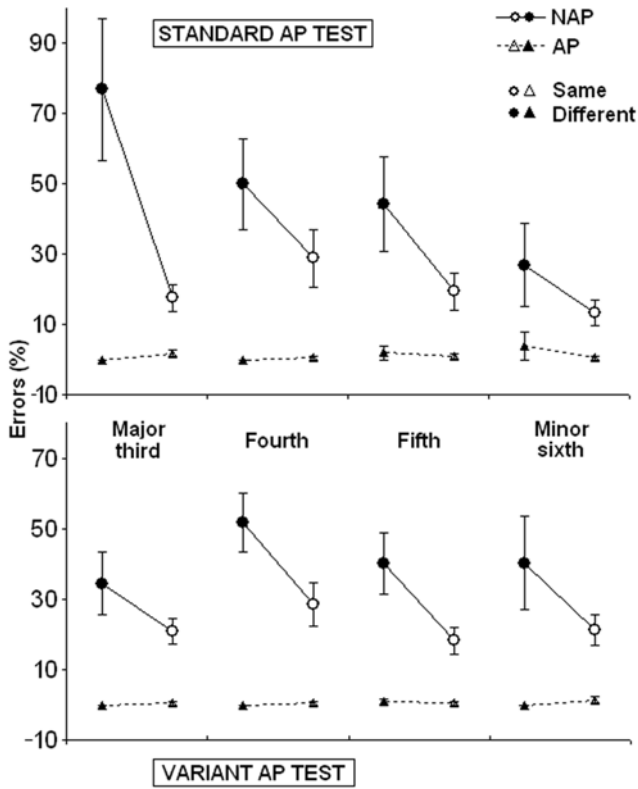 STANDARD AP TEST
NAP
AP
Same
Different
90
70
50
30
10
-10
Errors (%)
Major
third
Fourth
Fifth
Minor
sixth
70
50
30
10
-10
VARIANT AP TEST